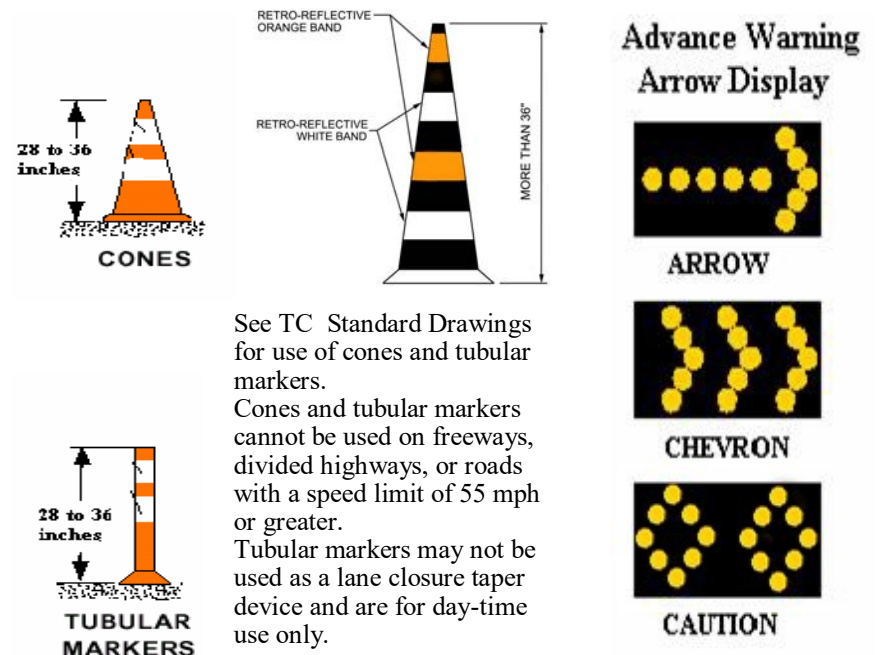 RETRO-REFLECTIVE
ORANGE BAND
RETRO-REFLECTIVE
WHITE BAND
MORE THAN 36"
28 to 36
inches
CONES
See TC Standard Drawings
for use of cones and tubular
markers.
Cones and tubular markers
cannot be used on freeways,
divided highways, or roads
with a speed limit of 55 mph
or greater.
Tubular markers may not be
used as a lane closure taper
device and are for day-time
use only.
28 to 36
inches
TUBULAR
MARKERS
Advance Warning
Arrow Display
ARROW
CHEVRON
CAUTION